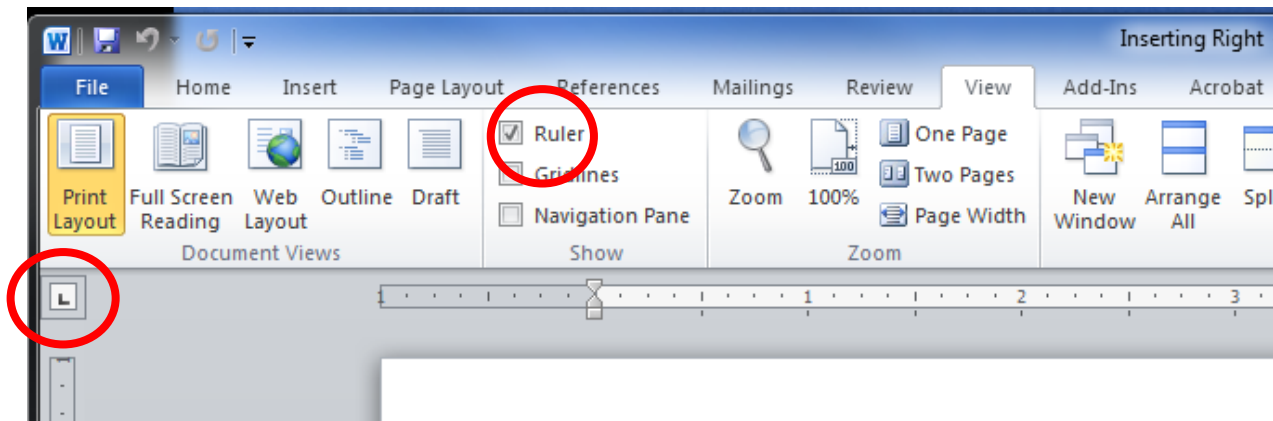 Inserting Right
File Home Insert Page Layout References Mailings Review View Add-Ins Acrobat
Print Layout
Full Screen Reading
Web Layout
Outline
Draft
Document Views
Ruler
Gridlines
Navigation Pane
Show
Zoom
100
100%
One Page
Two Pages
Page Width
Zoom
New Window
Arrange All
Spl
1 1 2 3